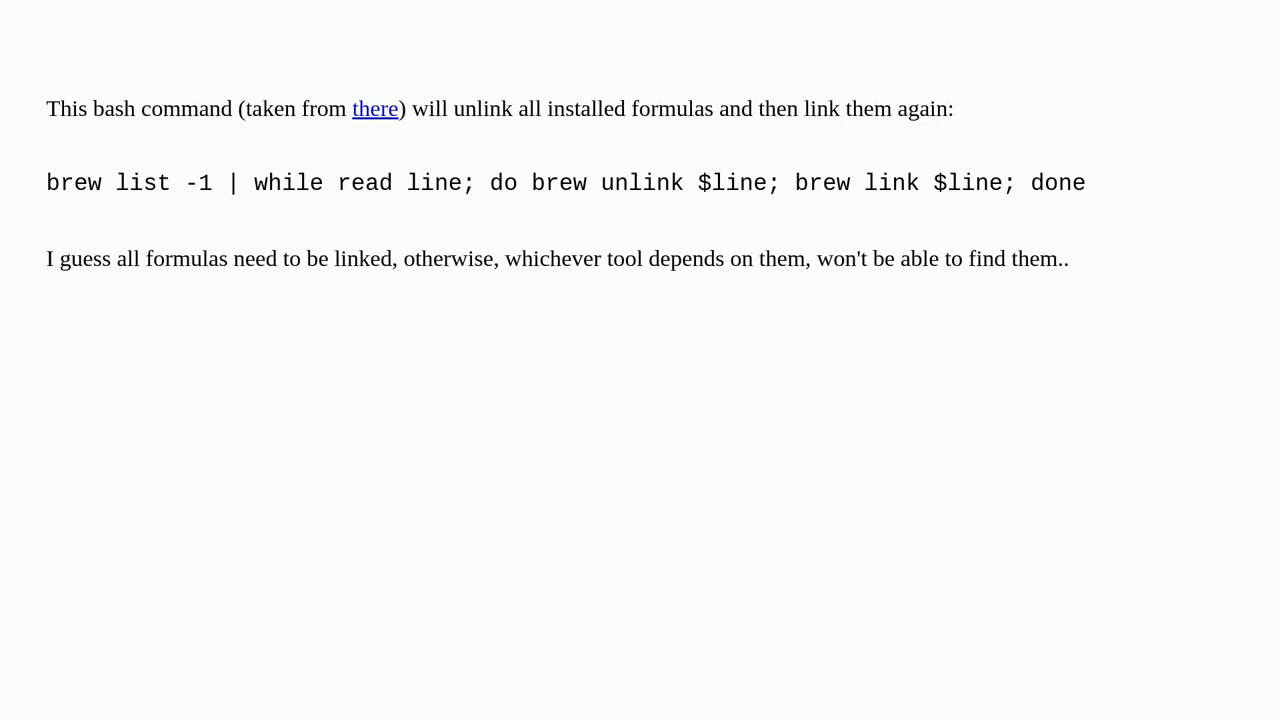 This bash command (taken from there) will unlink all installed formulas and then link them again:
brew list -1 | while read line; do brew unlink $line; brew link $line; done
I guess all formulas need to be linked, otherwise, whichever tool depends on them, won't be able to find them..